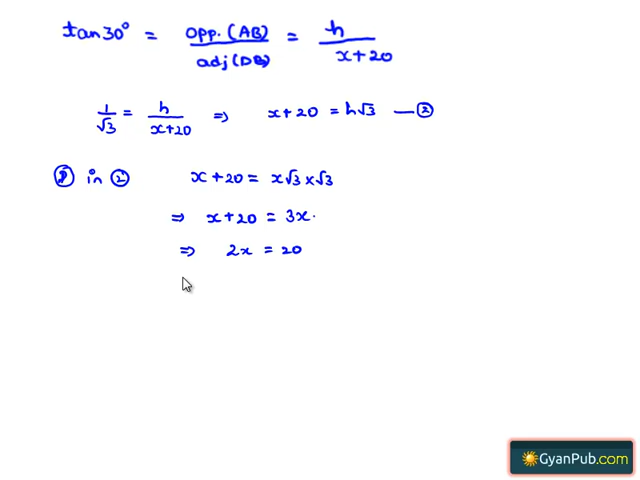 tan30° = Opp.(AB)/adj(DB) = h/x+20
1/√3 = h/x+20 ⇒ x+20 = h√3 —②
① in ② x+20 = x√3×√3
⇒ x+20 = 3x.
⇒ 2x = 20
GyanPub.com